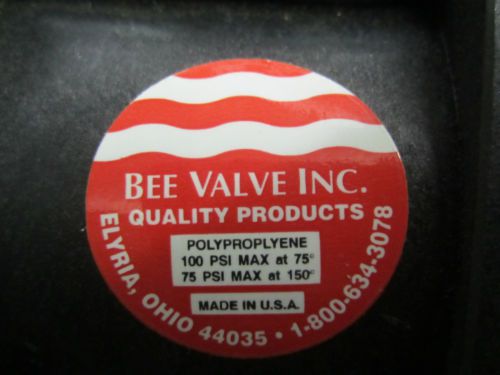 BEE VALVE INC.
QUALITY PRODUCTS
POLYPROPLYENE
100 PSI MAX at 75°
75 PSI MAX at 150°
MADE IN U.S.A.
ELYRIA, OHIO 44035 • 1-800-634-3078